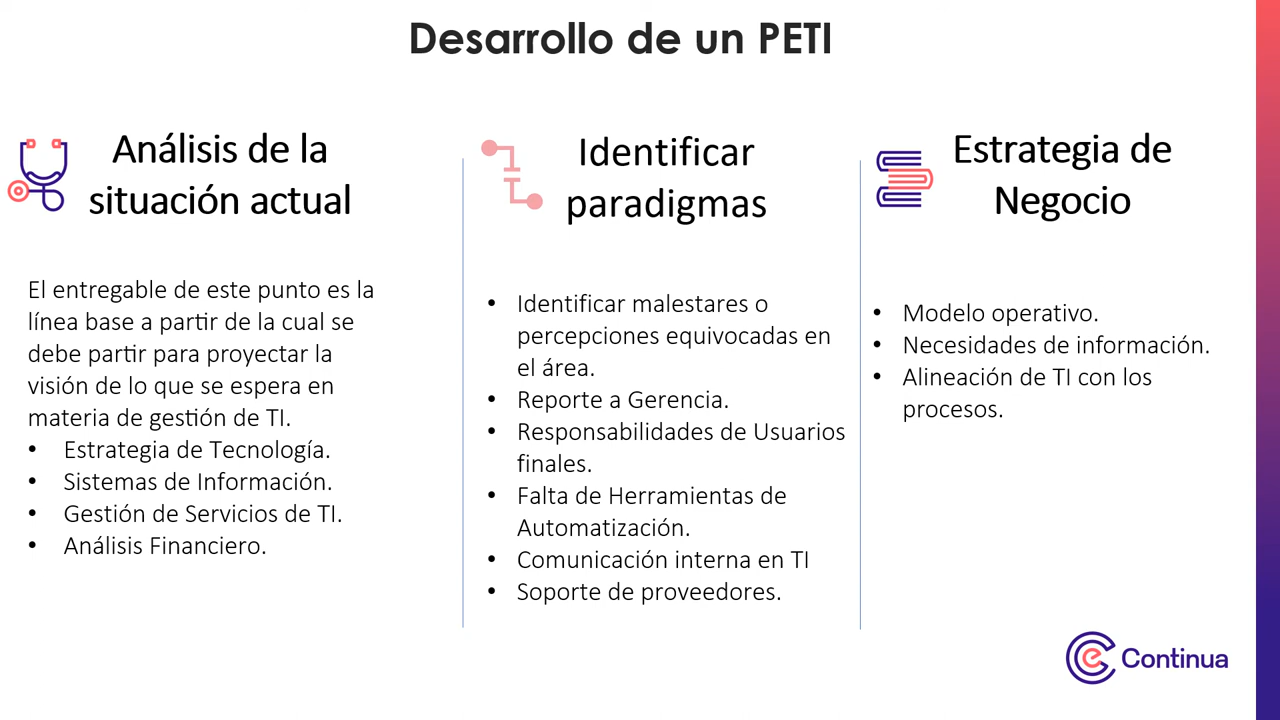 Desarrollo de un PETI
Análisis de la
situación actual
El entregable de este punto es la
línea base a partir de la cual se
debe partir para proyectar la
visión de lo que se espera en
materia de gestión de TI.
• Estrategia de Tecnología.
• Sistemas de Información.
• Gestión de Servicios de TI.
• Análisis Financiero.
Identificar
paradigmas
• Identificar malestares o
percepciones equivocadas en
el área.
• Reporte a Gerencia.
• Responsabilidades de Usuarios
finales.
• Falta de Herramientas de
Automatización.
• Comunicación interna en TI
• Soporte de proveedores.
Estrategia de
Negocio
• Modelo operativo.
• Necesidades de información.
• Alineación de TI con los
procesos.
e Continua